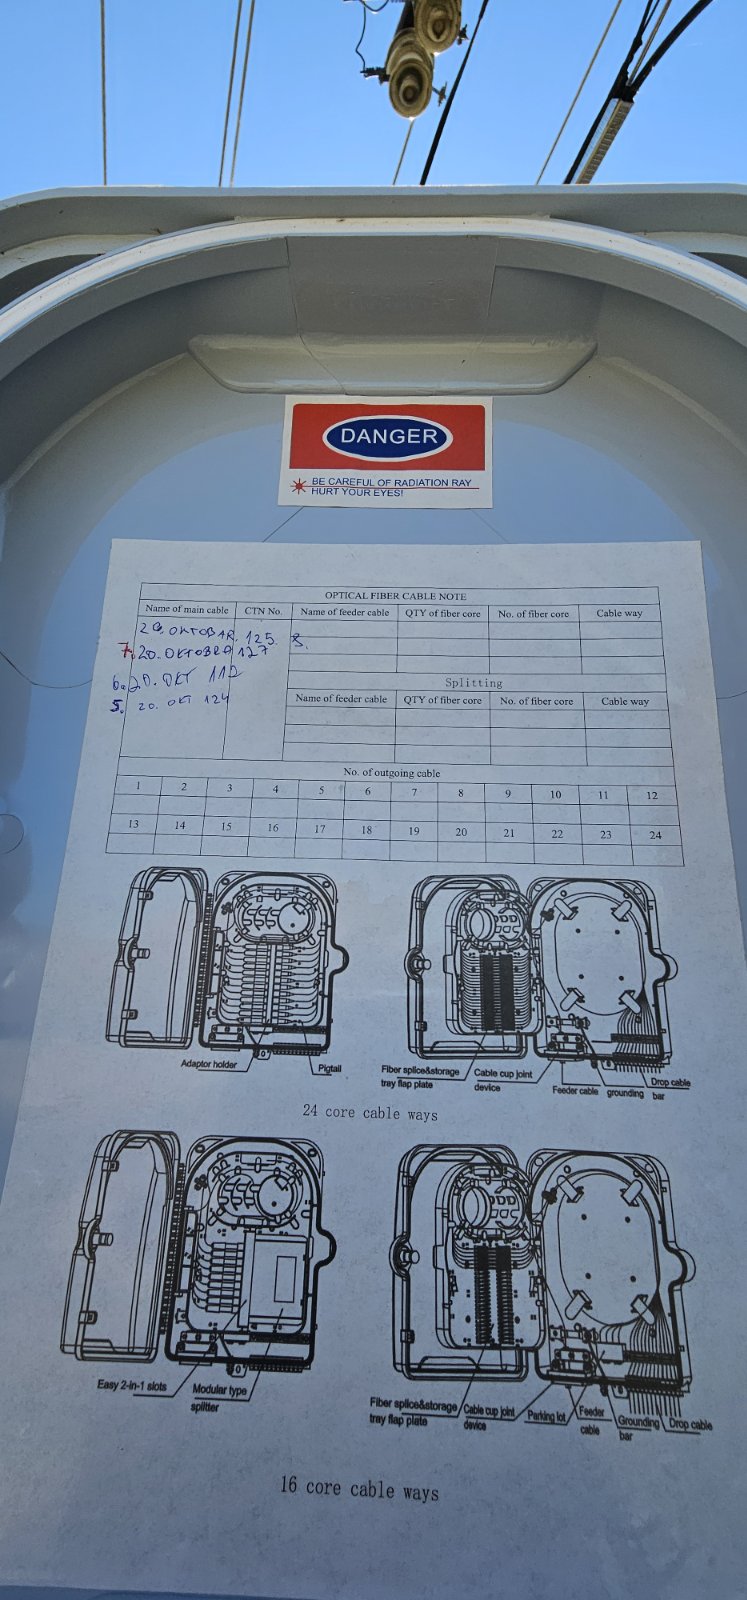 DANGER
BE CAREFUL OF RADIATION RAY
HURT YOUR EYES!
OPTICAL FIBER CABLE NOTE
Name of main cable CTN No. Name of feeder cable QTY of fiber core No. of fiber core Cable way
20. OKTOBAR. 125 8.
7. 20. OKTOBRA 127
6. 20. OKT 112
5. 20. OKT 124
Splitting
Name of feeder cable QTY of fiber core No. of fiber core Cable way
No. of outgoing cable
1 2 3 4 5 6 7 8 9 10 11 12
13 14 15 16 17 18 19 20 21 22 23 24
Adaptor holder Pigtail
Fiber splice&storage tray flap plate
Cable cup joint device
Feeder cable
grounding bar
Drop cable
24 core cable ways
Easy 2-in-1 slots
Modular type splitter
Fiber splice&storage tray flap plate
Cable cup joint device
Parking lot
Feeder cable
Grounding bar
Drop cable
16 core cable ways